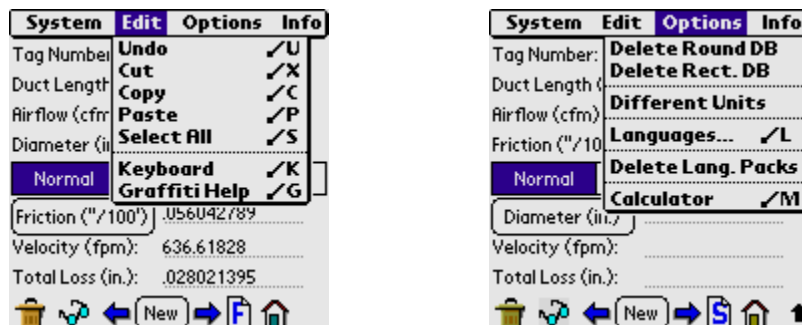 System Edit Options Info
Tag Number
Undo /U
Cut /X
Duct Length
Copy /C
Airflow (cfm
Paste /P
Select All /S
Diameter (i
Keyboard /K
Normal
Graffiti Help /G
Friction ("/100') .056042789
Velocity (fpm): 636.61828
Total Loss (in.): .028021395
New F
System Edit Options Info
Tag Number:
Delete Round DB
Delete Rect. DB
Duct Length (
Different Units
Airflow (cfm)
Languages... /L
Friction ("/10
Delete Lang. Packs
Normal
Calculator /M
Diameter (in.)
Velocity (fpm):
Total Loss (in.):
New S